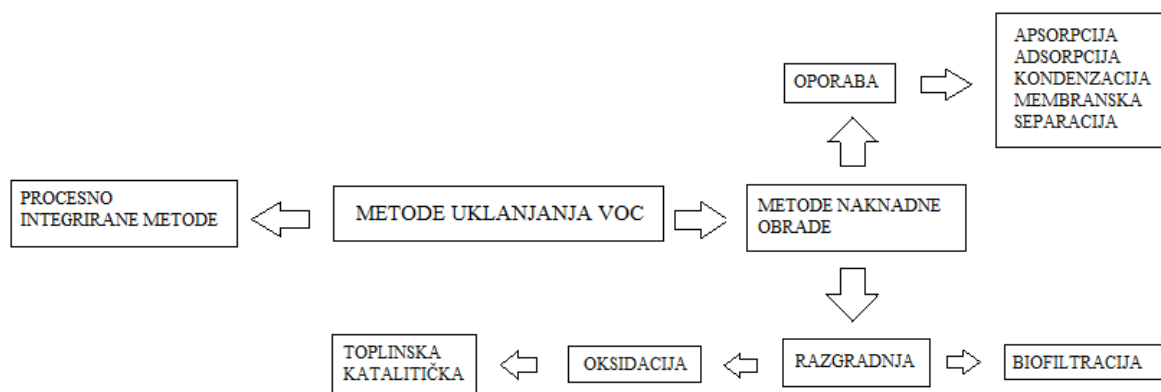 APSORPCIJA
ADSORPCIJA
KONDENZACIJA
MEMBRANSKA
SEPARACIJA
OPORABA
PROCESNO
INTEGRIRANE METODE
METODE UKLANJANJA VOC
METODE NAKNADNE
OBRADE
TOPLINSKA
KATALITIČKA
OKSIDACIJA
RAZGRADNJA
BIOFILTRACIJA